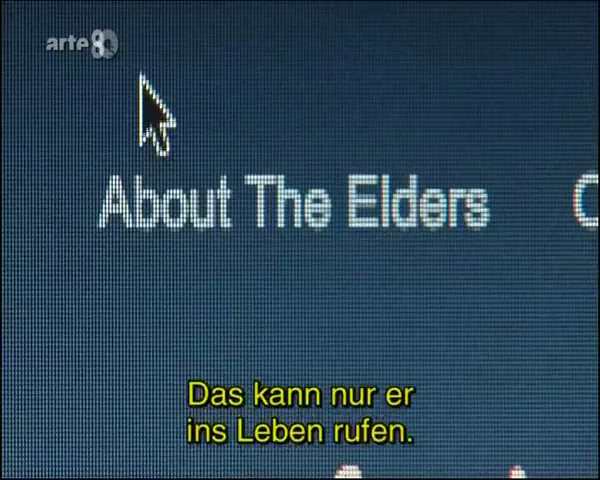 arte
About The Elders
Das kann nur er
ins Leben rufen.